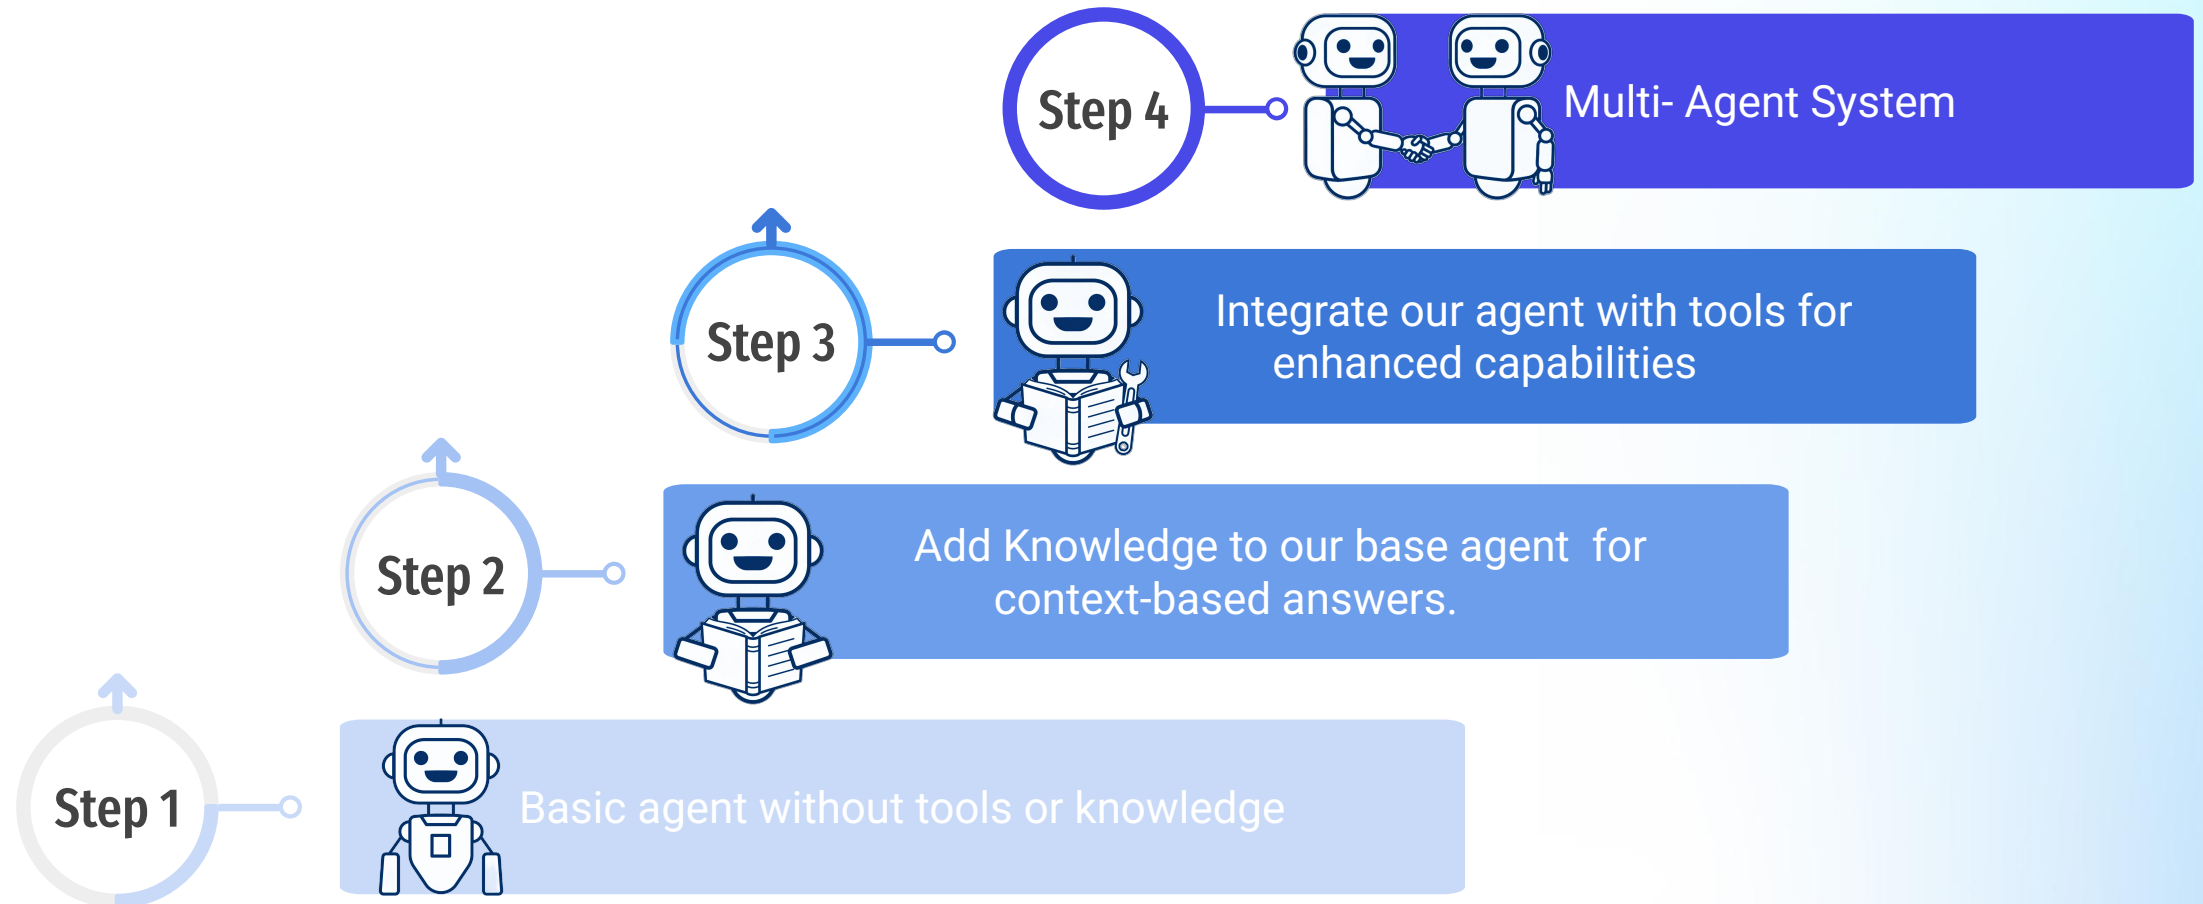 Step 4
Multi- Agent System
Step 3
Integrate our agent with tools for
enhanced capabilities
Step 2
Add Knowledge to our base agent  for
context-based answers.
Step 1
Basic agent without tools or knowledge